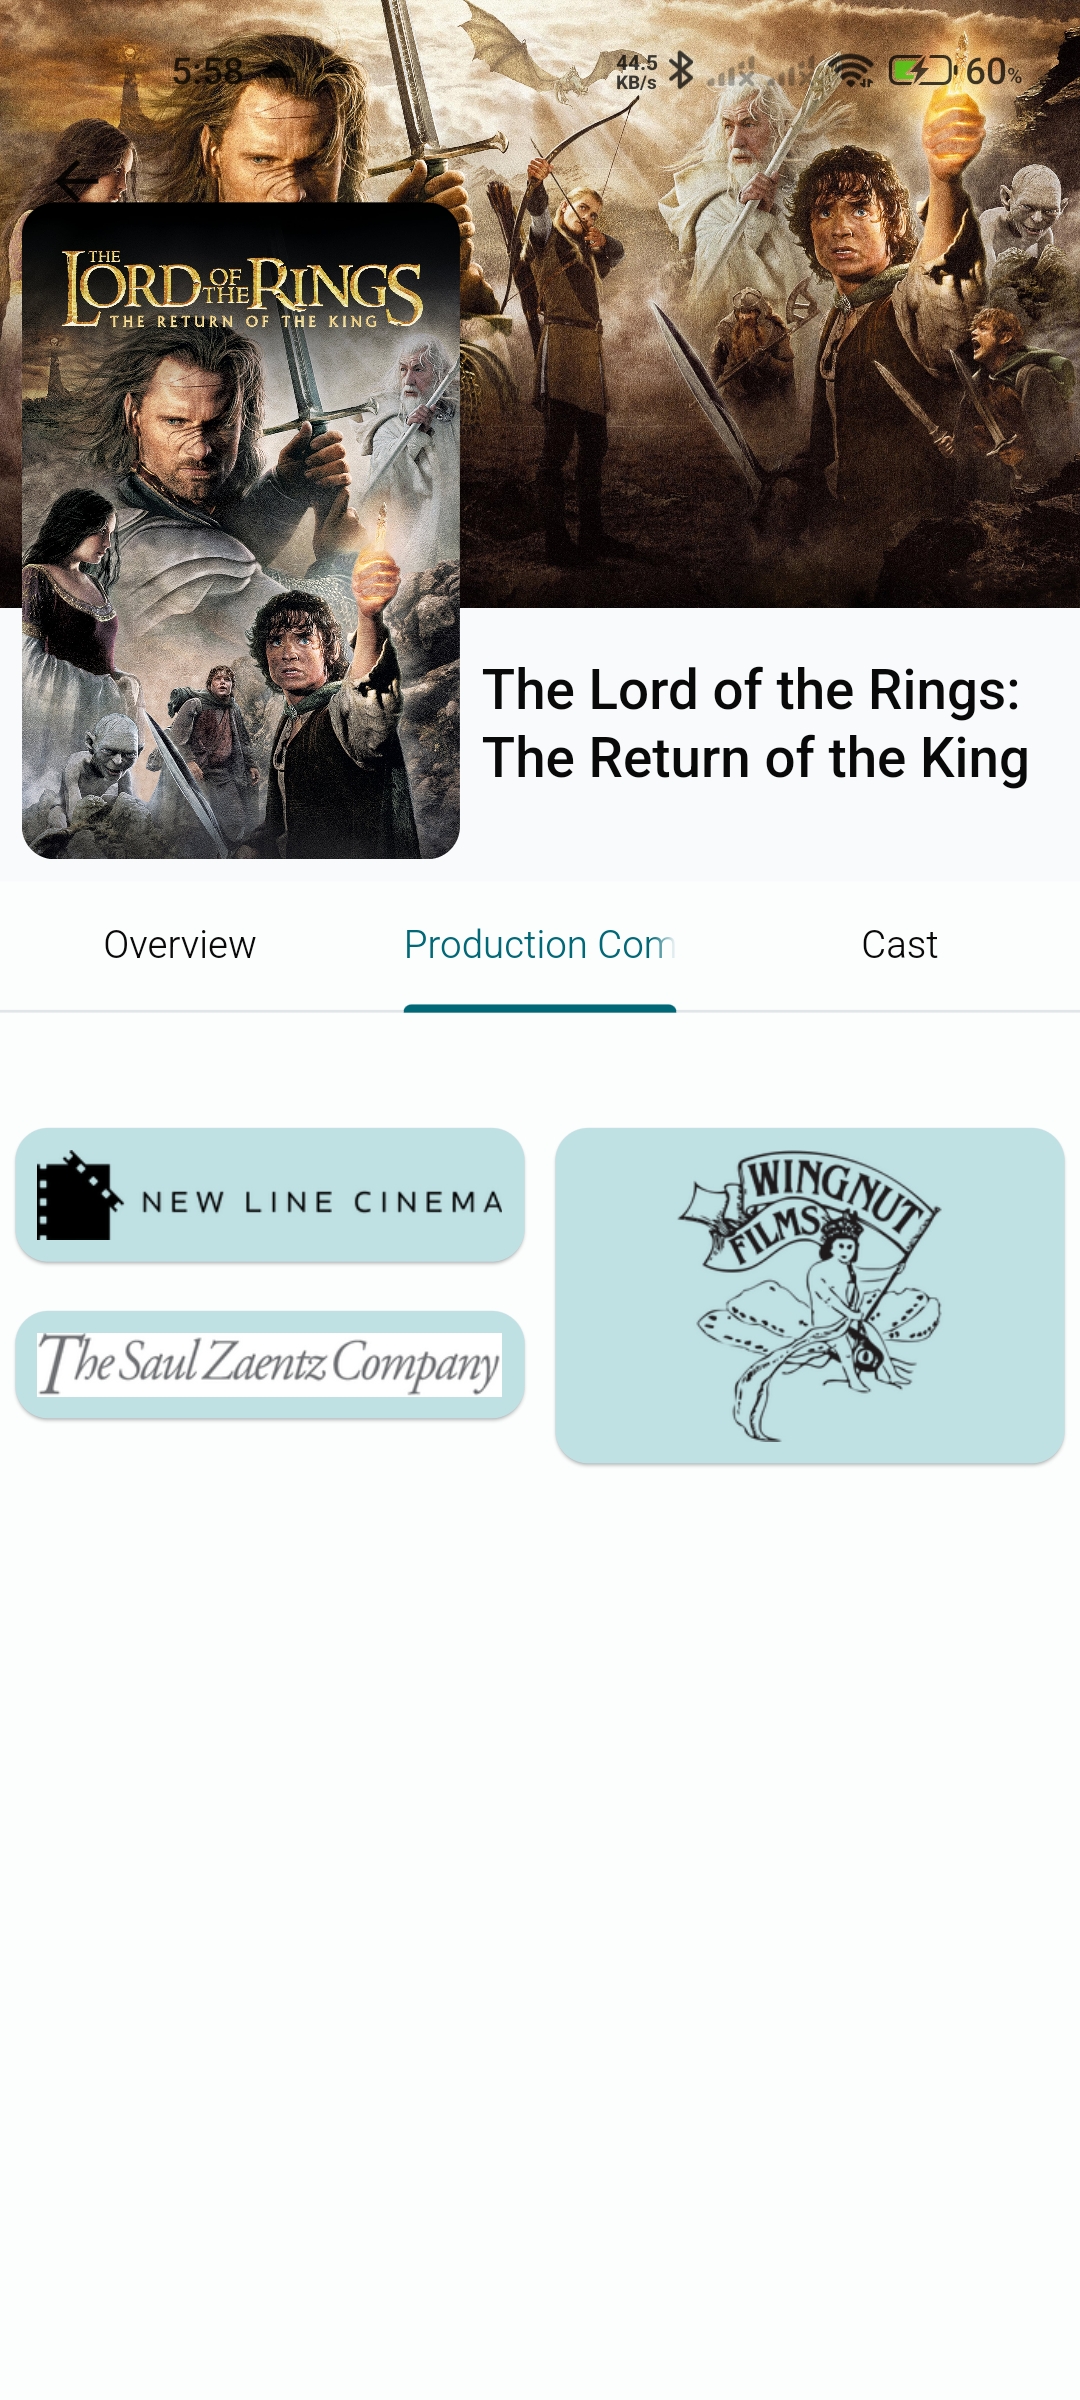 5:58
44.5
KB/s
60%
THE
LORD OF THE RINGS
THE RETURN OF THE KING
The Lord of the Rings:
The Return of the King
Overview
Production Com
Cast
NEW LINE CINEMA
WINGNUT
FILMS
The Saul Zaentz Company